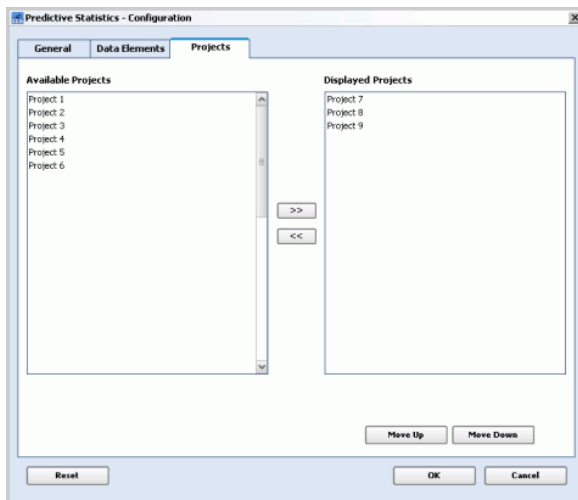 Predictive Statistics - Configuration
General
Data Elements
Projects
Available Projects
Project 1
Project 2
Project 3
Project 4
Project 5
Project 6
>>
<<
Displayed Projects
Project 7
Project 8
Project 9
Move Up
Move Down
Reset
OK
Cancel